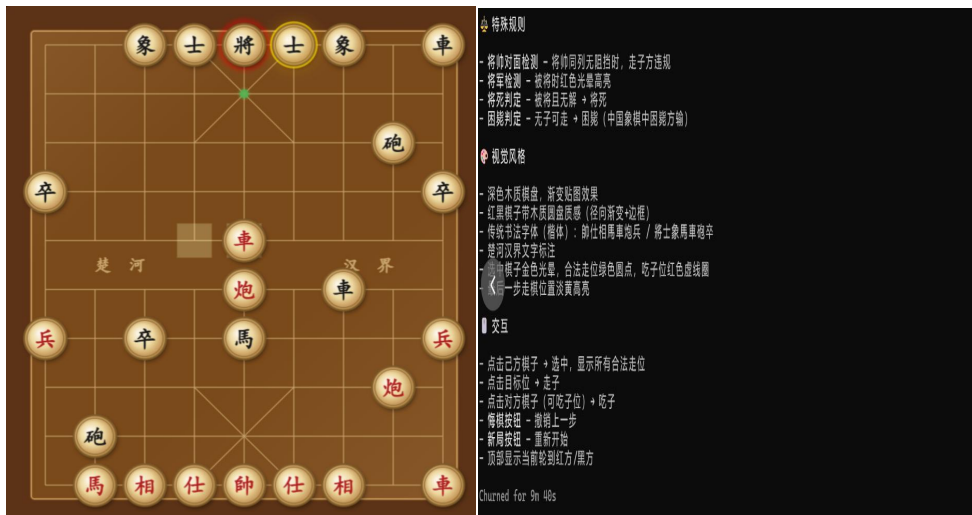 象 士 將 士 象 車
砲
卒 卒
車
楚 河 汉 界
炮 車
兵 卒 馬 兵
炮
砲
馬 相 仕 帥 仕 相 車
特殊规则
- 将帅对面检测 - 将帅同列无阻挡时, 走子方违规
- 将军检测 - 被将时红色光晕高亮
- 将死判定 - 被将且无解 → 将死
- 困毙判定 - 无子可走 → 困毙 (中国象棋中困毙方输)
视觉风格
- 深色木质棋盘, 渐变贴图效果
- 红黑棋子带木质圆盘质感 (径向渐变+边框)
- 传统书法字体 (楷体) : 帥仕相馬車炮兵 / 將士象馬車砲卒
- 楚河汉界文字标注
中棋子金色光晕, 合法走位绿色圆点, 吃子位红色虚线圈
一步走棋位置淡黄高亮
交互
- 点击己方棋子 → 选中, 显示所有合法走位
- 点击目标位 → 走子
- 点击对方棋子 (可吃子位) → 吃子
- 悔棋按钮 - 撤销上一步
- 新局按钮 - 重新开始
- 顶部显示当前轮到红方/黑方
Churned for 9m 40s